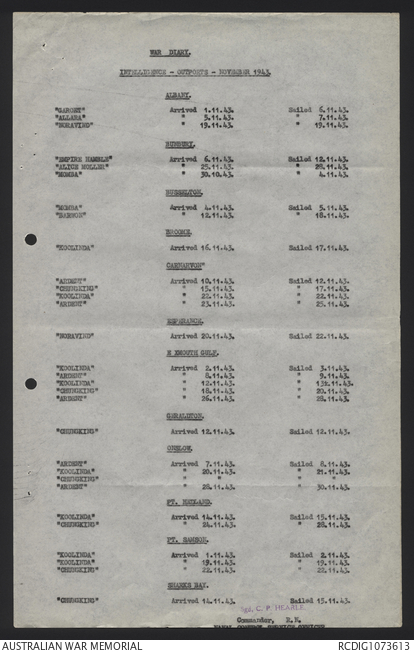 WAR DIARY.
INTELLIGENCE - OUTPORTS - NOVEMBER 1943.
ALBANY.
Arrived 1.11.43. Sailed 6.11.43.
"ALLARA" " 5.11.43. " 7.11.43.
"NORAVIND" " 19.11.43. " 19.11.43.
BUNBURY.
"EMPIRE HAMBLE" Arrived 6.11.43. Sailed 12.11.43.
"ALICE MOLLER" " 25.11.43. " 28.11.43.
"MOMBA" " 30.10.43. " 4.11.43.
BUSSELTON.
"MOMBA" Arrived 4.11.43. Sailed 5.11.43.
" 12.11.43. " 18.11.43.
BROOME.
"KOOLINDA" Arrived 16.11.43. Sailed 17.11.43.
CARNARVON"
"ARDENT" Arrived 10.11.43. Sailed 12.11.43.
"CHUNGKING" " 15.11.43. " 17.11.43.
"KOOLINDA" " 22.11.43. " 22.11.43.
"ARDENT" " 23.11.43. " 25.11.43.
ESPERANCE.
"NORAVIND" Arrived 20.11.43. Sailed 22.11.43.
E XMOUTH GULF.
"KOOLINDA" Arrived 2.11.43. Sailed 3.11.43.
"ARDENT" " 8.11.43. " 9.11.43.
"KOOLINDA" " 12.11.43. " 131.11.43.
"CHUNGKING" " 18.11.43. " 20.11.43.
"ARDENT" " 26.11.43. " 28.11.43.
GERALDTON.
"CHUNGKING" Arrived 12.11.43. Sailed 12.11.43.
ONSLOW.
"ARDENT" Arrived 7.11.43. Sailed 8.11.43.
"KOOLINDA" " 20.11.43. " 21.11.43.
"CHUNGKING" " " " "
"ARDENT" " 28.11.43. " 30.11.43.
PT. HEDLAND.
"KOOLINDA" Arrived 14.11.43. Sailed 15.11.43.
"CHUNGKING" " 24.11.43. " 28.11.43.
PT. SAMSON.
"KOOLINDA" Arrived 1.11.43. Sailed 2.11.43.
"KOOLINDA" " 19.11.43. " 19.11.43.
"CHUNGKING" " 22.11.43. " 22.11.43.
SHARKS BAY.
"CHUNGKING" Arrived 14.11.43. Sailed 15.11.43.
Sgd. C. P. HEABLE.
Commander, R.N.
NAVAL CONTROL SERVICE OFFICER
AUSTRALIAN WAR MEMORIAL
RCDIG1073613